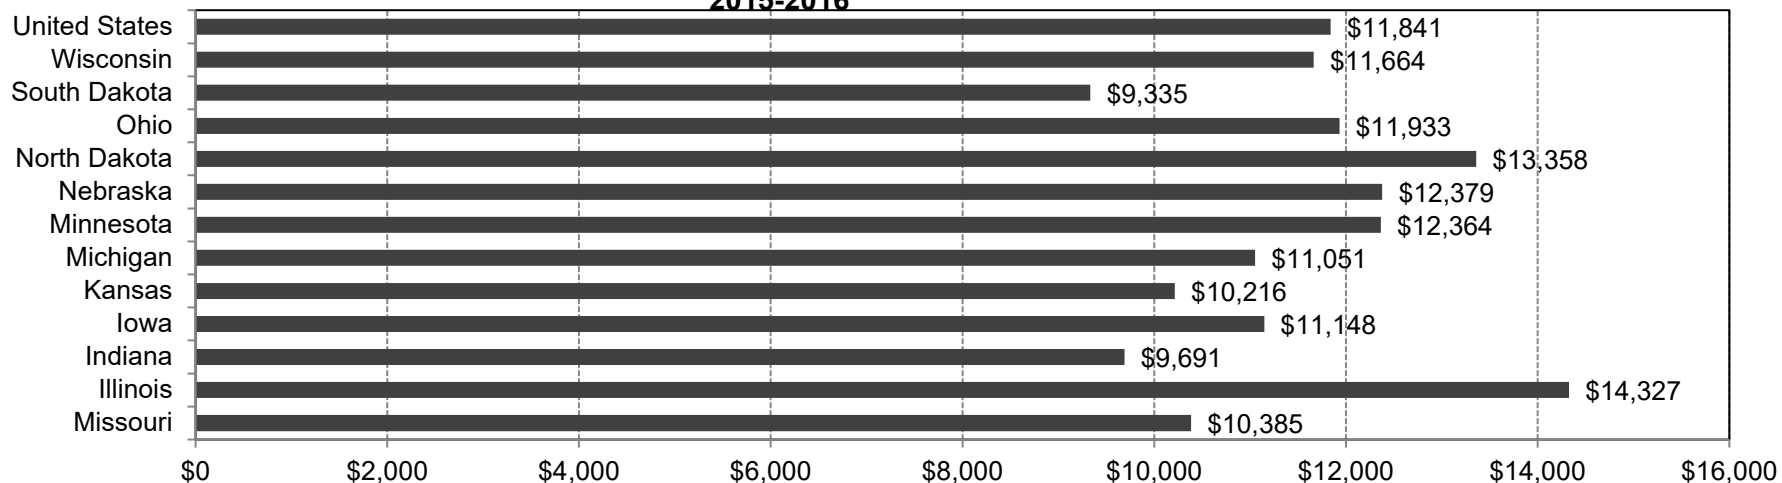 2015-2016
United States $11,841
Wisconsin $11,664
South Dakota $9,335
Ohio $11,933
North Dakota $13,358
Nebraska $12,379
Minnesota $12,364
Michigan $11,051
Kansas $10,216
Iowa $11,148
Indiana $9,691
Illinois $14,327
Missouri $10,385
$0 $2,000 $4,000 $6,000 $8,000 $10,000 $12,000 $14,000 $16,000